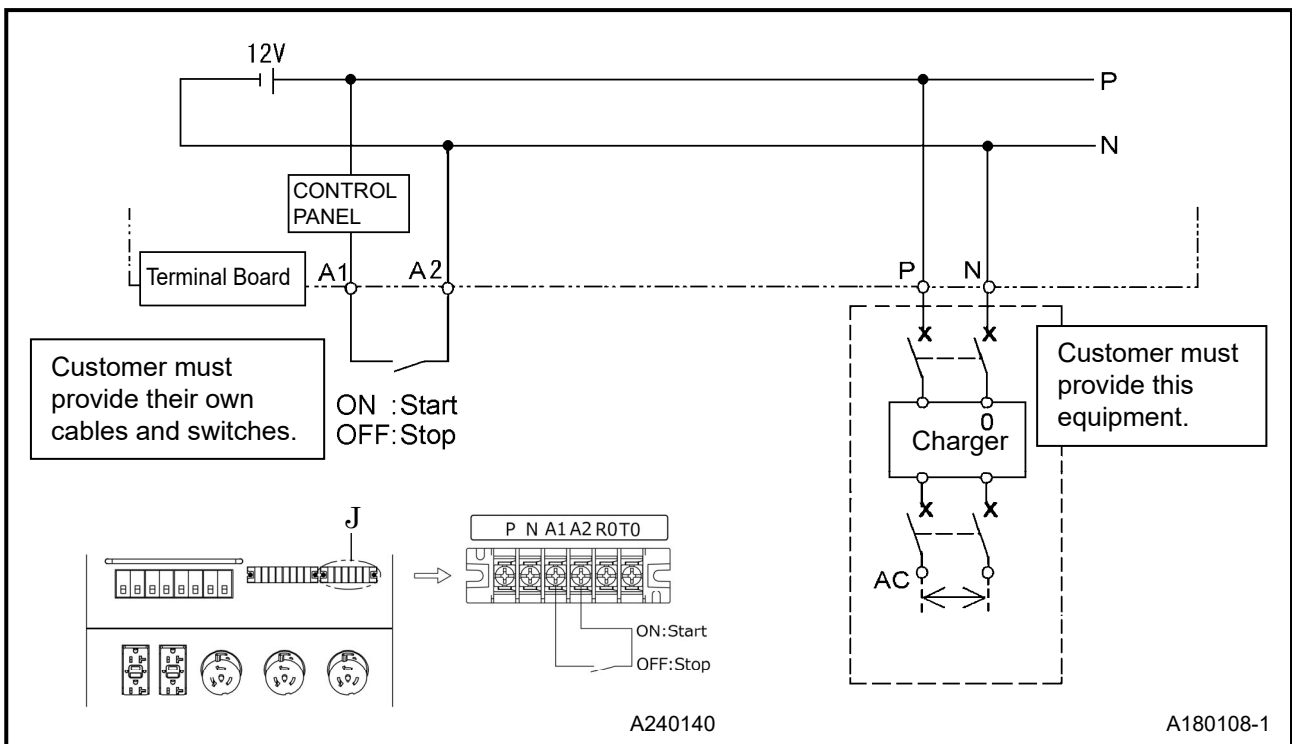 12V
P
N
CONTROL
PANEL
Terminal Board
A1
A2
P
N
Customer must
provide their own
cables and switches.
ON :Start
OFF:Stop
Customer must
provide this
equipment.
0
Charger
AC
J
P N A1 A2 R0 T0
ON:Start
OFF:Stop
A240140
A180108-1